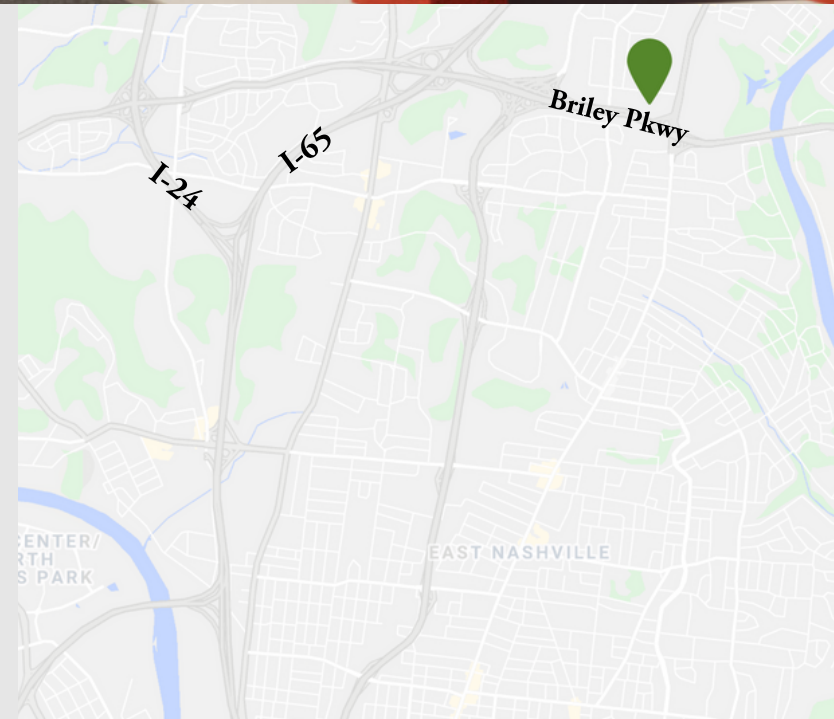 Briley Pkwy
I-65
I-24
EAST NASHVILLE
CENTER/
RTH
S PARK